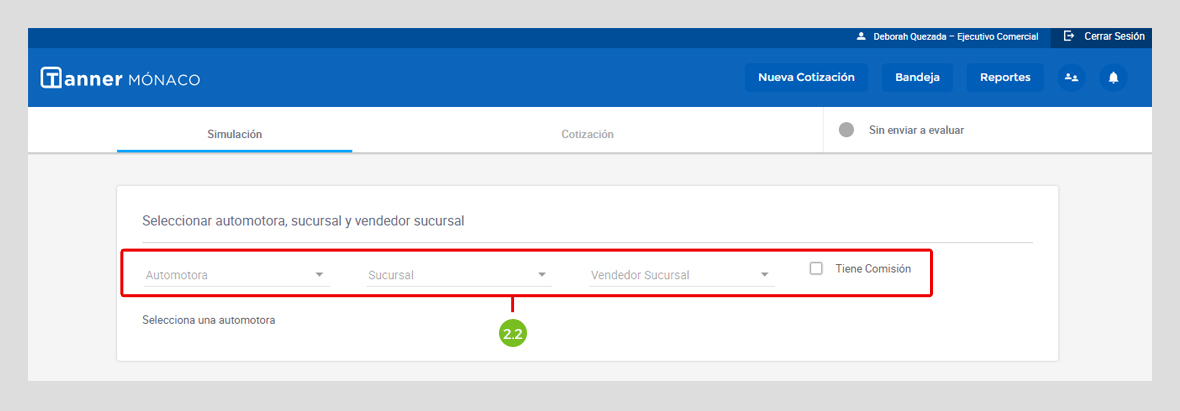 Deborah Quezada – Ejecutivo Comercial Cerrar Sesión
Tanner MÓNACO Nueva Cotización Bandeja Reportes
Simulación Cotización Sin enviar a evaluar
Seleccionar automotora, sucursal y vendedor sucursal
Automotora Sucursal Vendedor Sucursal Tiene Comisión
Selecciona una automotora
2.2